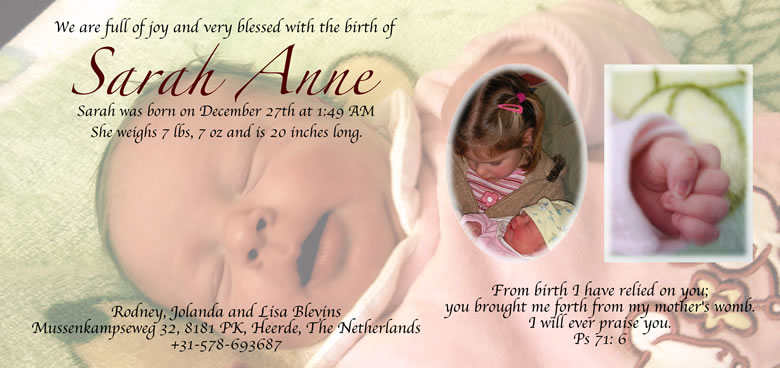 We are full of joy and very blessed with the birth of
Sarah Anne
Sarah was born on December 27th at 1:49 AM
She weighs 7 lbs, 7 oz and is 20 inches long.
Rodney, Jolanda and Lisa Blevins
Mussenkampseweg 32, 8181 PK, Heerde, The Netherlands
+31-578-693687
From birth I have relied on you;
you brought me forth from my mother's womb.
I will ever praise you.
Ps 71: 6